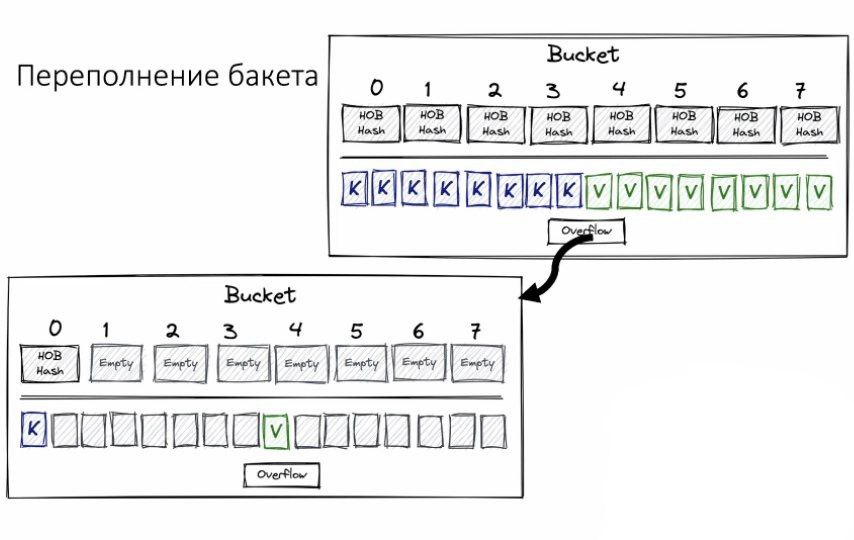 Переполнение бакета
Bucket
0 1 2 3 4 5 6 7
HOB Hash HOB Hash HOB Hash HOB Hash HOB Hash HOB Hash HOB Hash HOB Hash
K K K K K K K K V V V V V V V V
Overflow
Bucket
0 1 2 3 4 5 6 7
HOB Hash Empty Empty Empty Empty Empty Empty Empty
K V
Overflow